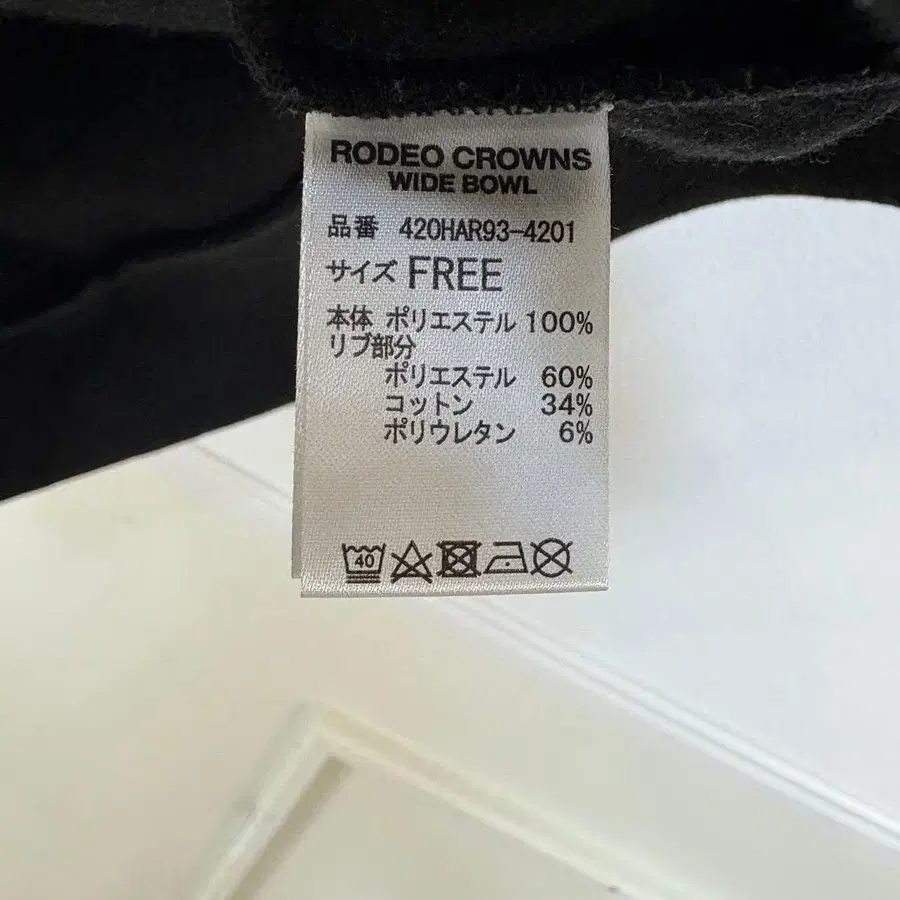 RODEO CROWNS
WIDE BOWL
品番 420HAR93-4201
サイズ FREE
本体 ポリエステル 100%
リブ部分
ポリエステル 60%
コットン 34%
ポリウレタン 6%
40